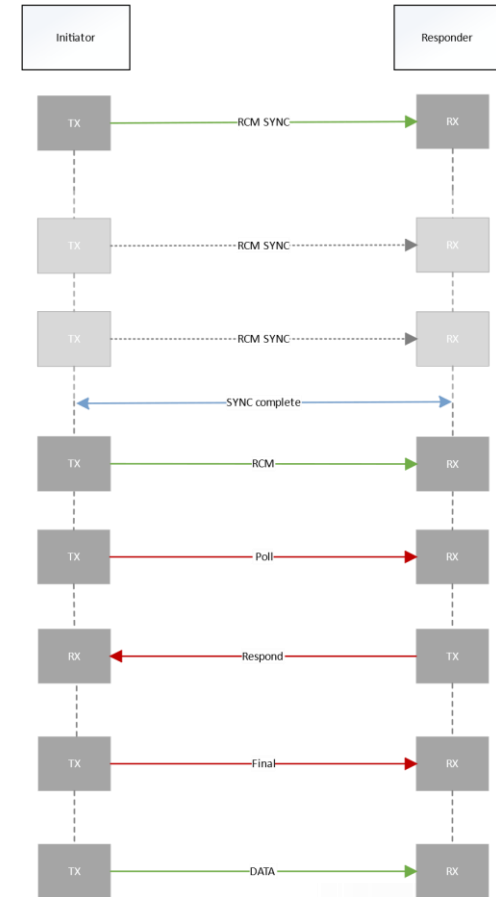 Initiator
Responder
TX
RCM SYNC
RX
TX
RCM SYNC
RX
TX
RCM SYNC
RX
SYNC complete
TX
RCM
RX
TX
Poll
RX
RX
Respond
TX
TX
Final
RX
TX
DATA
RX